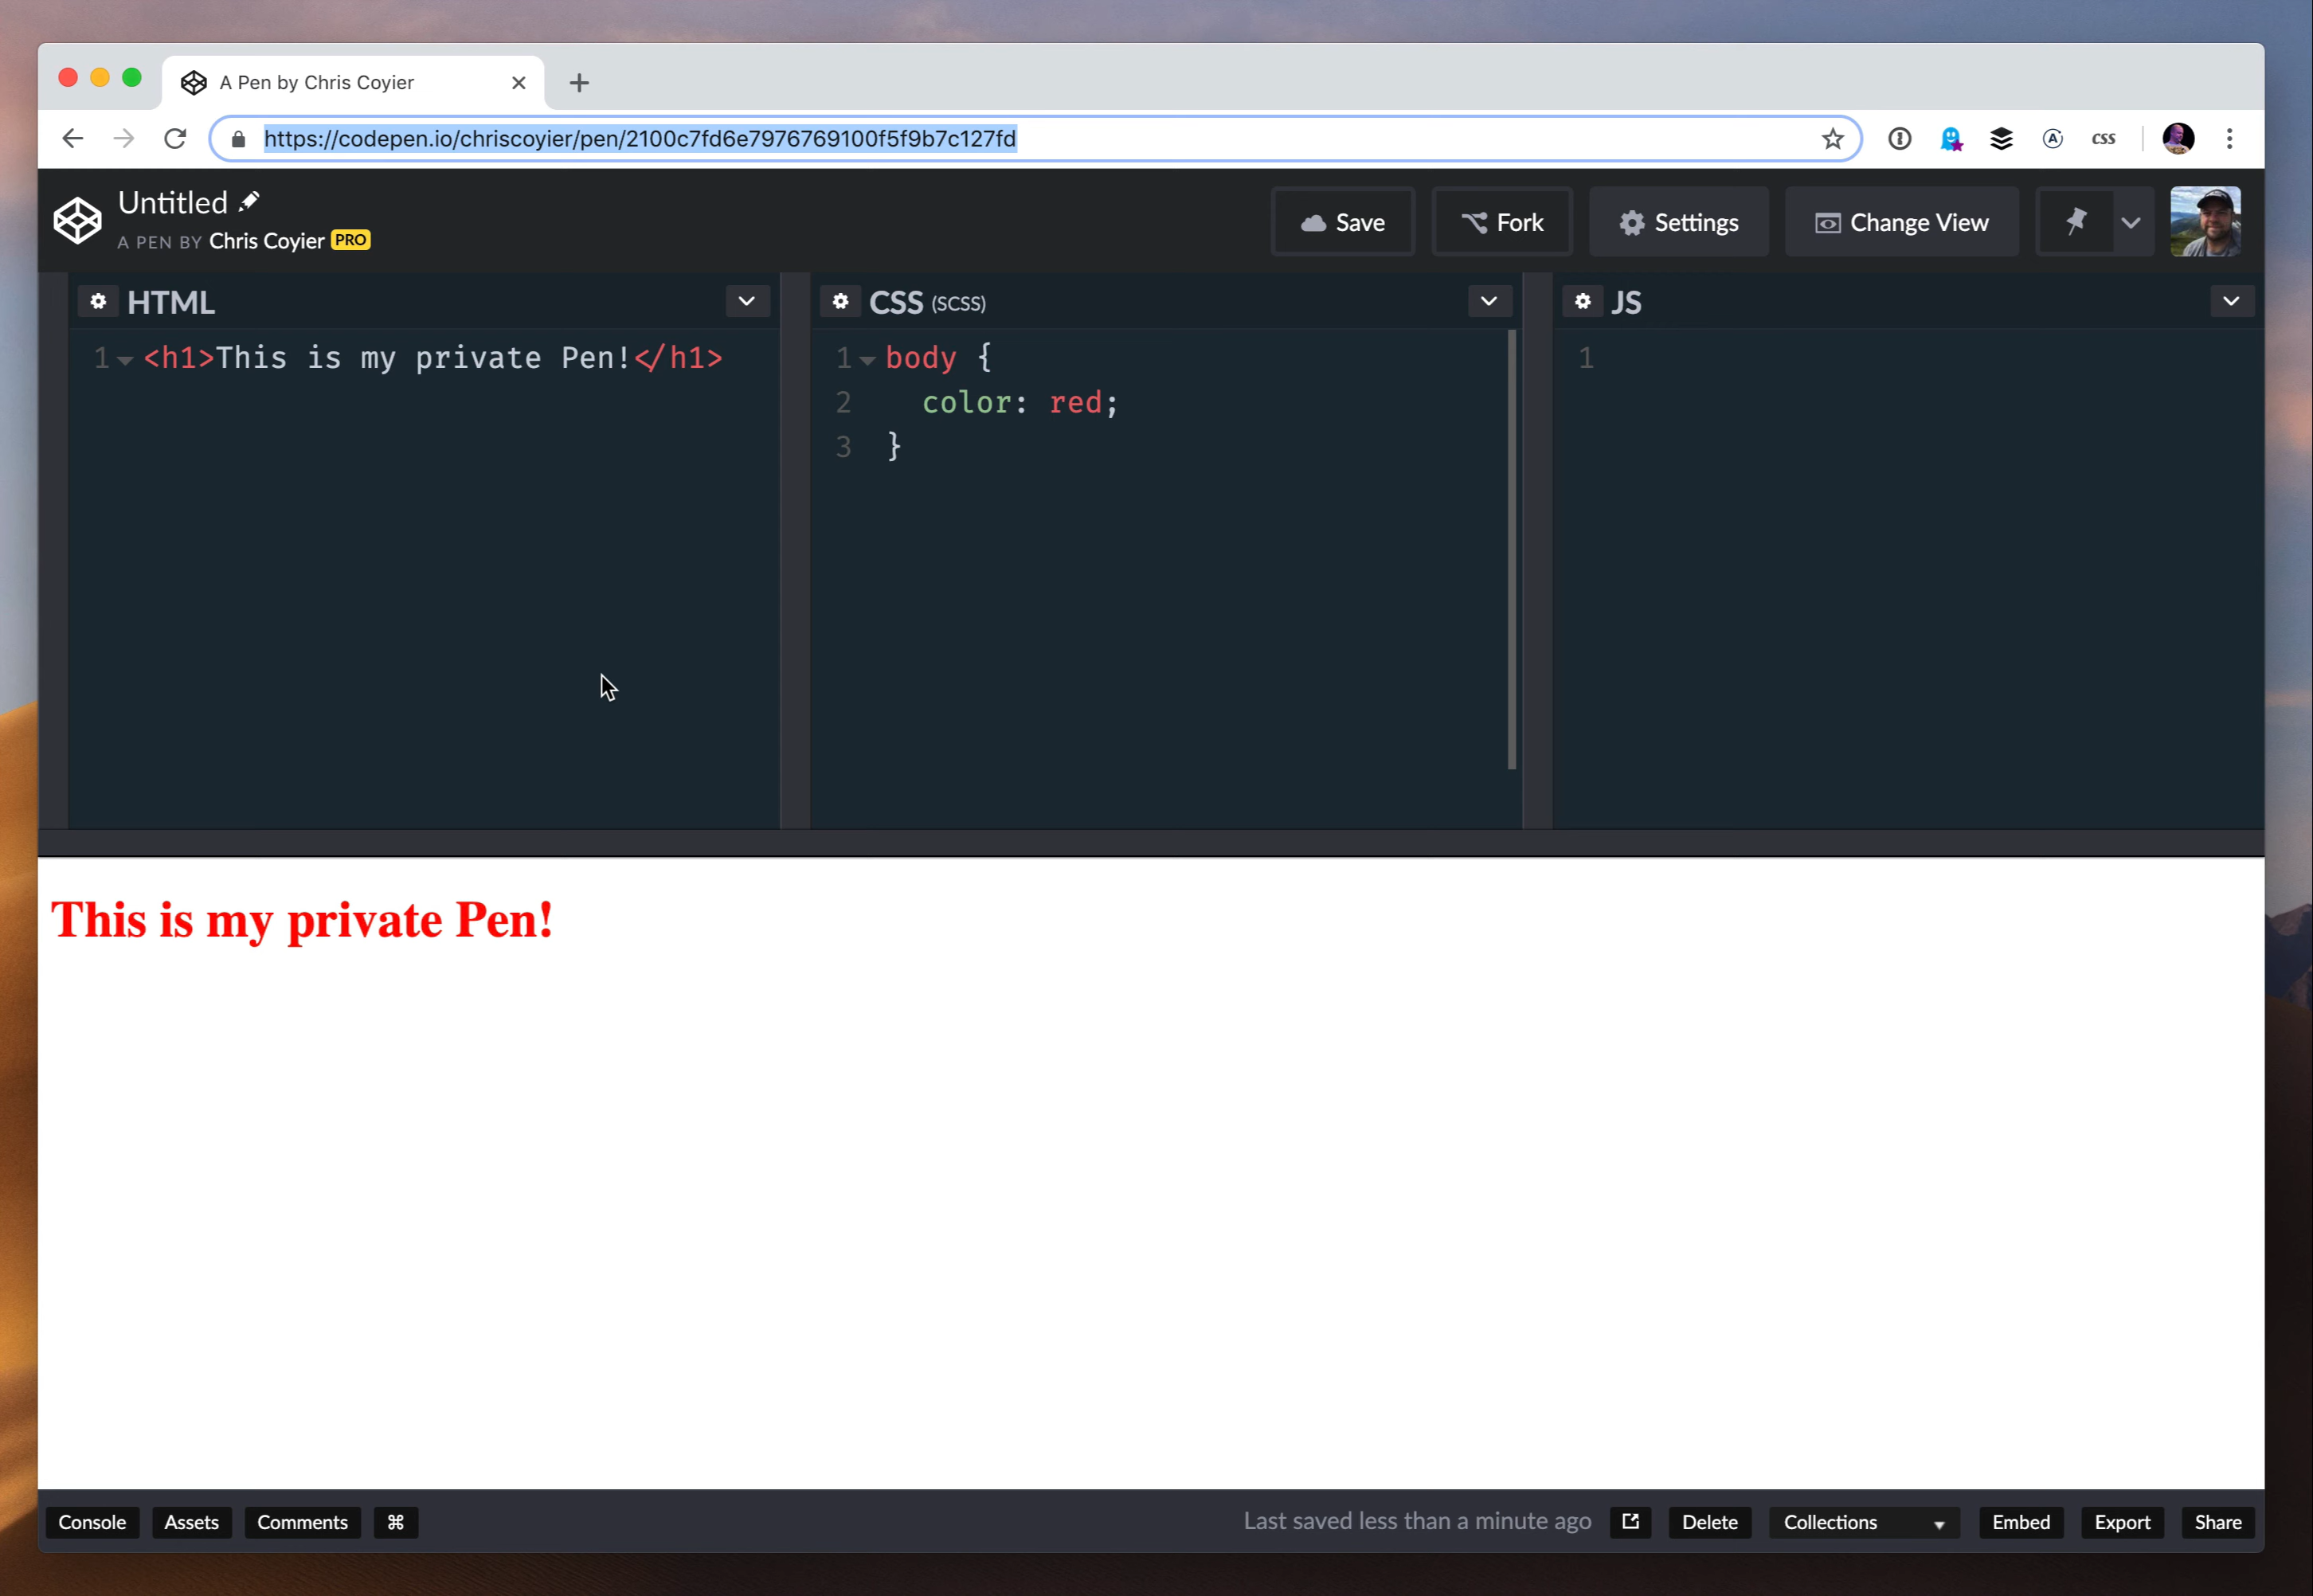 A Pen by Chris Coyier
https://codepen.io/chriscoyier/pen/2100c7fd6e7976769100f5f9b7c127fd
css
Untitled
A PEN BY Chris Coyier PRO
Save
Fork
Settings
Change View
HTML
1 <h1>This is my private Pen!</h1>
CSS (SCSS)
1 body {
2 color: red;
3 }
JS
1
This is my private Pen!
Console
Assets
Comments
⌘
Last saved less than a minute ago
Delete
Collections
Embed
Export
Share